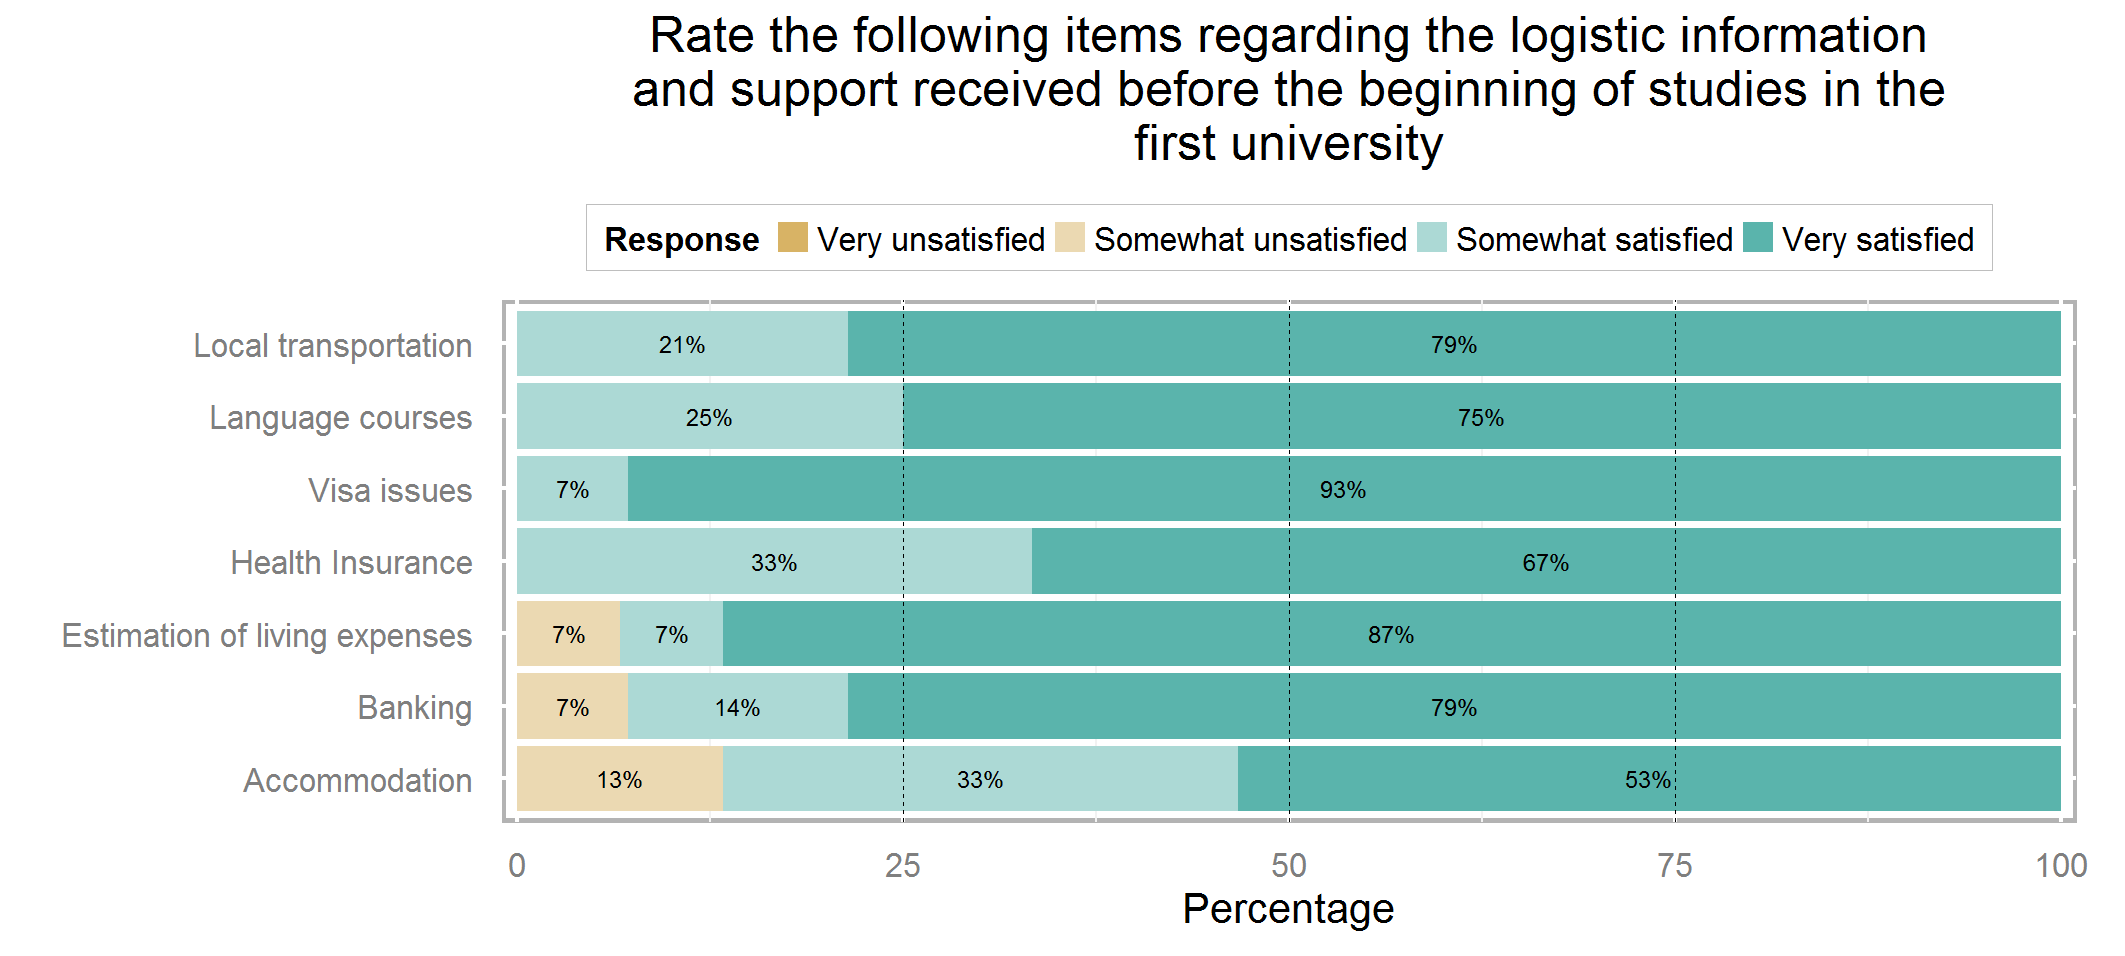 Rate the following items regarding the logistic information
and support received before the beginning of studies in the
first university
Response Very unsatisfied Somewhat unsatisfied Somewhat satisfied Very satisfied
Local transportation 21% 79%
Language courses 25% 75%
Visa issues 7% 93%
Health Insurance 33% 67%
Estimation of living expenses 7% 7% 87%
Banking 7% 14% 79%
Accommodation 13% 33% 53%
0 25 50 75 100
Percentage